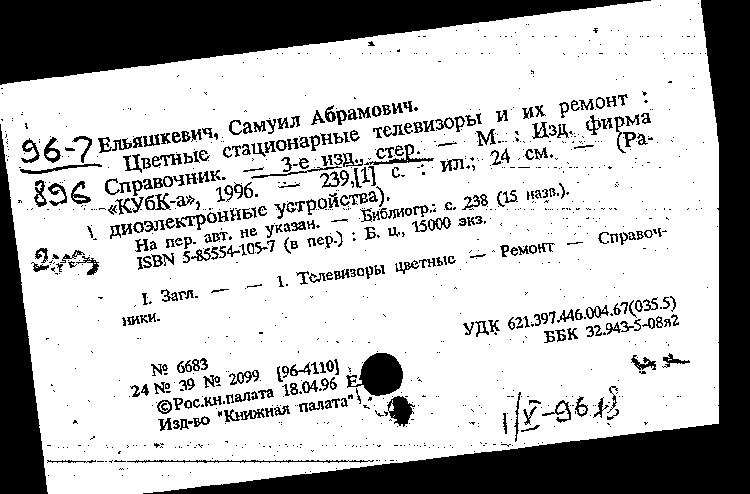 96-7
896
Ельяшкевич, Самуил Абрамович.
Цветные стационарные телевизоры и их ремонт :
Справочник. — 3-е изд., стер. — М. : Изд. фирма
«КУбК-а», 1996. — 239,[1] с. : ил.; 24 см. — (Ра-
диоэлектронные устройства).
На пер. авт. не указан. — Библиогр.: с. 238 (15 назв.).
ISBN 5-85554-105-7 (в пер.) : Б. ц., 15000 экз.
I. Загл. — — 1. Телевизоры цветные — Ремонт — Справоч-
ники.
УДК 621.397.446.004.67(035.5)
ББК 32.943-5-08я2
№ 6683
24 № 39 № 2099 [96-4110]
©Рос.кн.палата 18.04.96 Е-
Изд-во "Книжная палата"